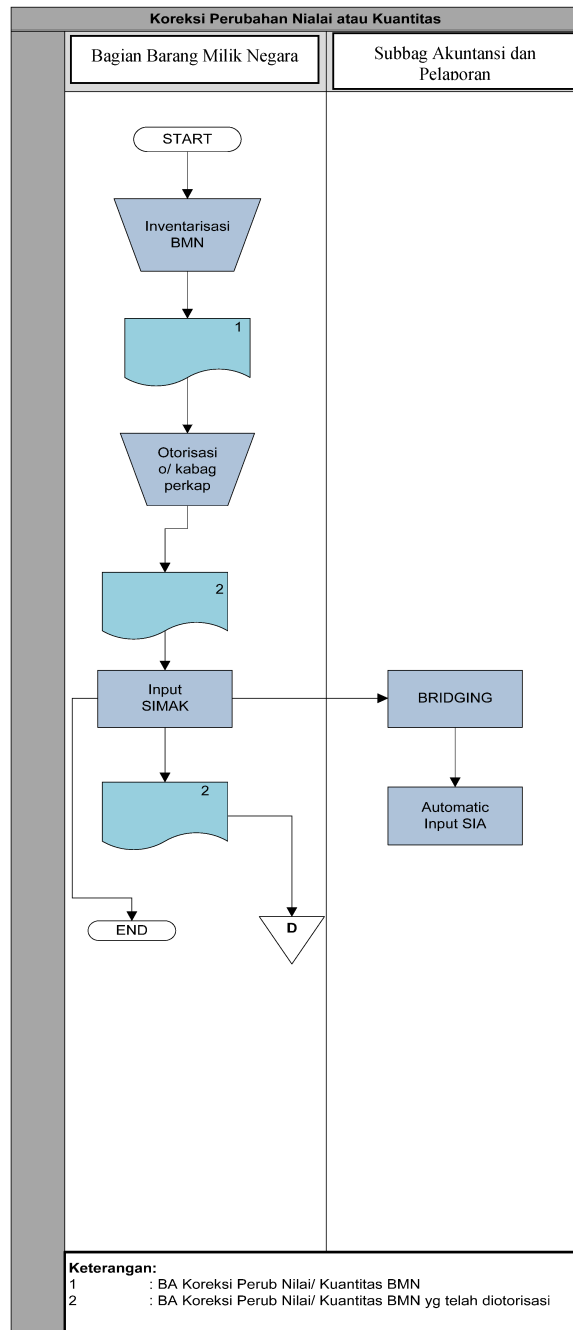 Koreksi Perubahan Nialai atau Kuantitas
Bagian Barang Milik Negara
Subbag Akuntansi dan
Pelaporan
START
Inventarisasi
BMN
1
Otorisasi
o/ kabag
perkap
2
Input
SIMAK
BRIDGING
2
Automatic
Input SIA
END
D
Keterangan:
1 : BA Koreksi Perub Nilai/ Kuantitas BMN
2 : BA Koreksi Perub Nilai/ Kuantitas BMN yg telah diotorisasi